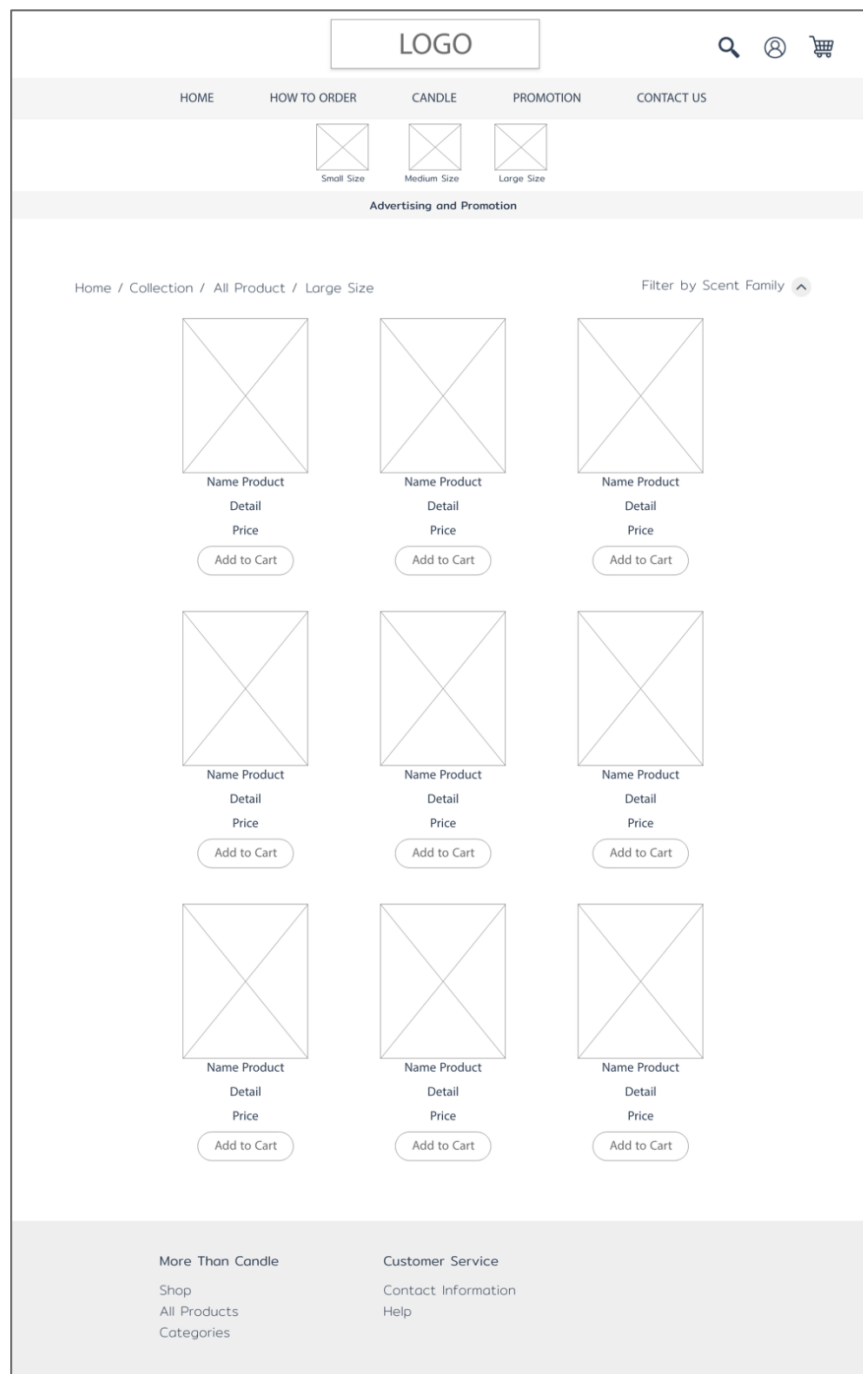 LOGO
HOME HOW TO ORDER CANDLE PROMOTION CONTACT US
Small Size Medium Size Large Size
Advertising and Promotion
Home / Collection / All Product / Large Size Filter by Scent Family
Name Product Name Product Name Product
Detail Detail Detail
Price Price Price
Add to Cart Add to Cart Add to Cart
Name Product Name Product Name Product
Detail Detail Detail
Price Price Price
Add to Cart Add to Cart Add to Cart
Name Product Name Product Name Product
Detail Detail Detail
Price Price Price
Add to Cart Add to Cart Add to Cart
More Than Candle Customer Service
Shop Contact Information
All Products Help
Categories